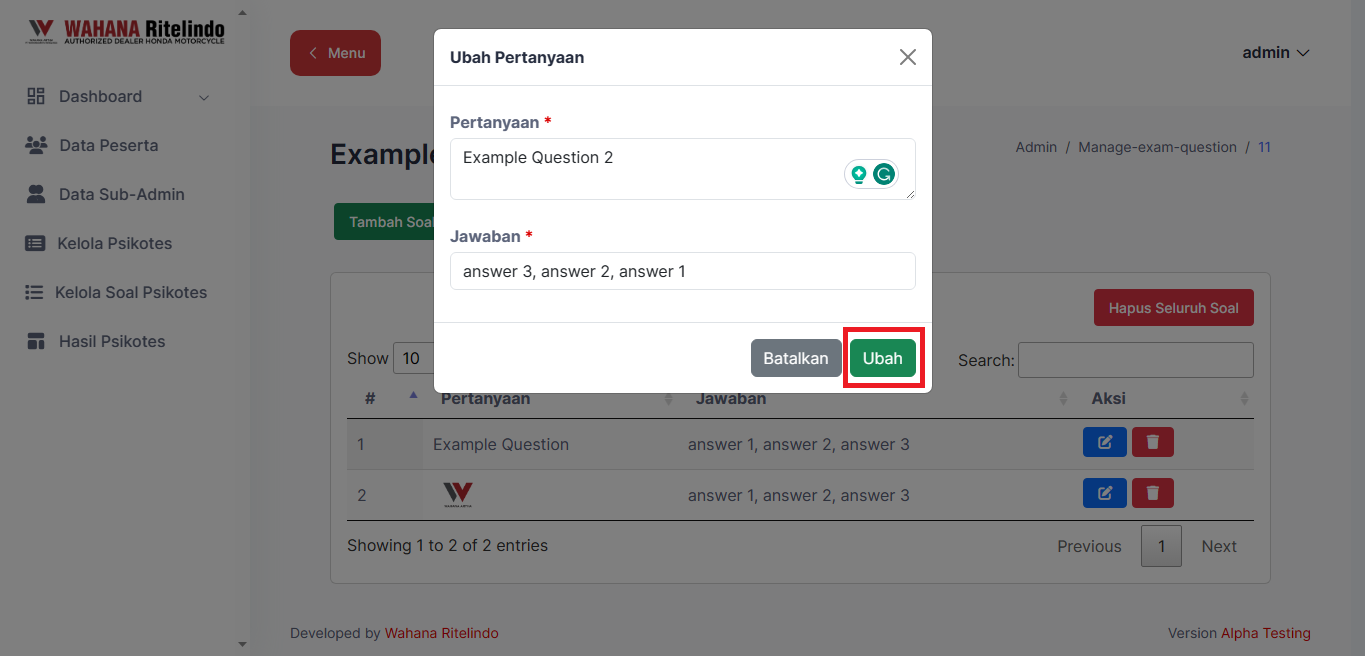 WAHANA Ritelindo
AUTHORIZED DEALER HONDA MOTORCYCLE
Menu
admin
Dashboard
Data Peserta
Data Sub-Admin
Kelola Psikotes
Kelola Soal Psikotes
Hasil Psikotes
Example
Admin / Manage-exam-question / 11
Tambah Soal
Ubah Pertanyaan
Pertanyaan *
Example Question 2
Jawaban *
answer 3, answer 2, answer 1
Batalkan Ubah
Hapus Seluruh Soal
Show 10
Search:
# Pertanyaan Jawaban Aksi
1 Example Question answer 1, answer 2, answer 3
2 answer 1, answer 2, answer 3
Showing 1 to 2 of 2 entries
Previous 1 Next
Developed by Wahana Ritelindo
Version Alpha Testing